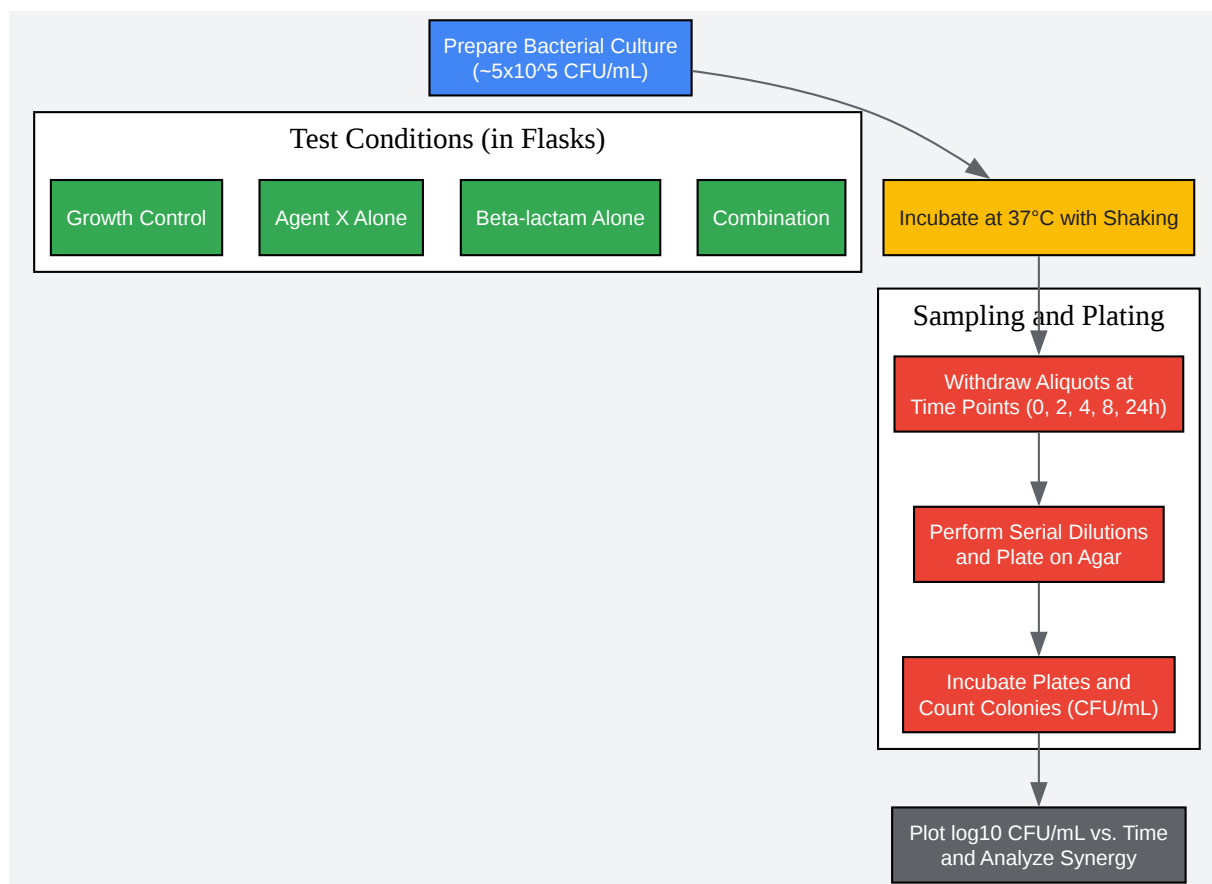 Prepare Bacterial Culture
(~5x10^5 CFU/mL)
Test Conditions (in Flasks)
Growth Control
Agent X Alone
Beta-lactam Alone
Combination
Incubate at 37°C with Shaking
Sampling and Plating
Withdraw Aliquots at
Time Points (0, 2, 4, 8, 24h)
Perform Serial Dilutions
and Plate on Agar
Incubate Plates and
Count Colonies (CFU/mL)
Plot log10 CFU/mL vs. Time
and Analyze Synergy